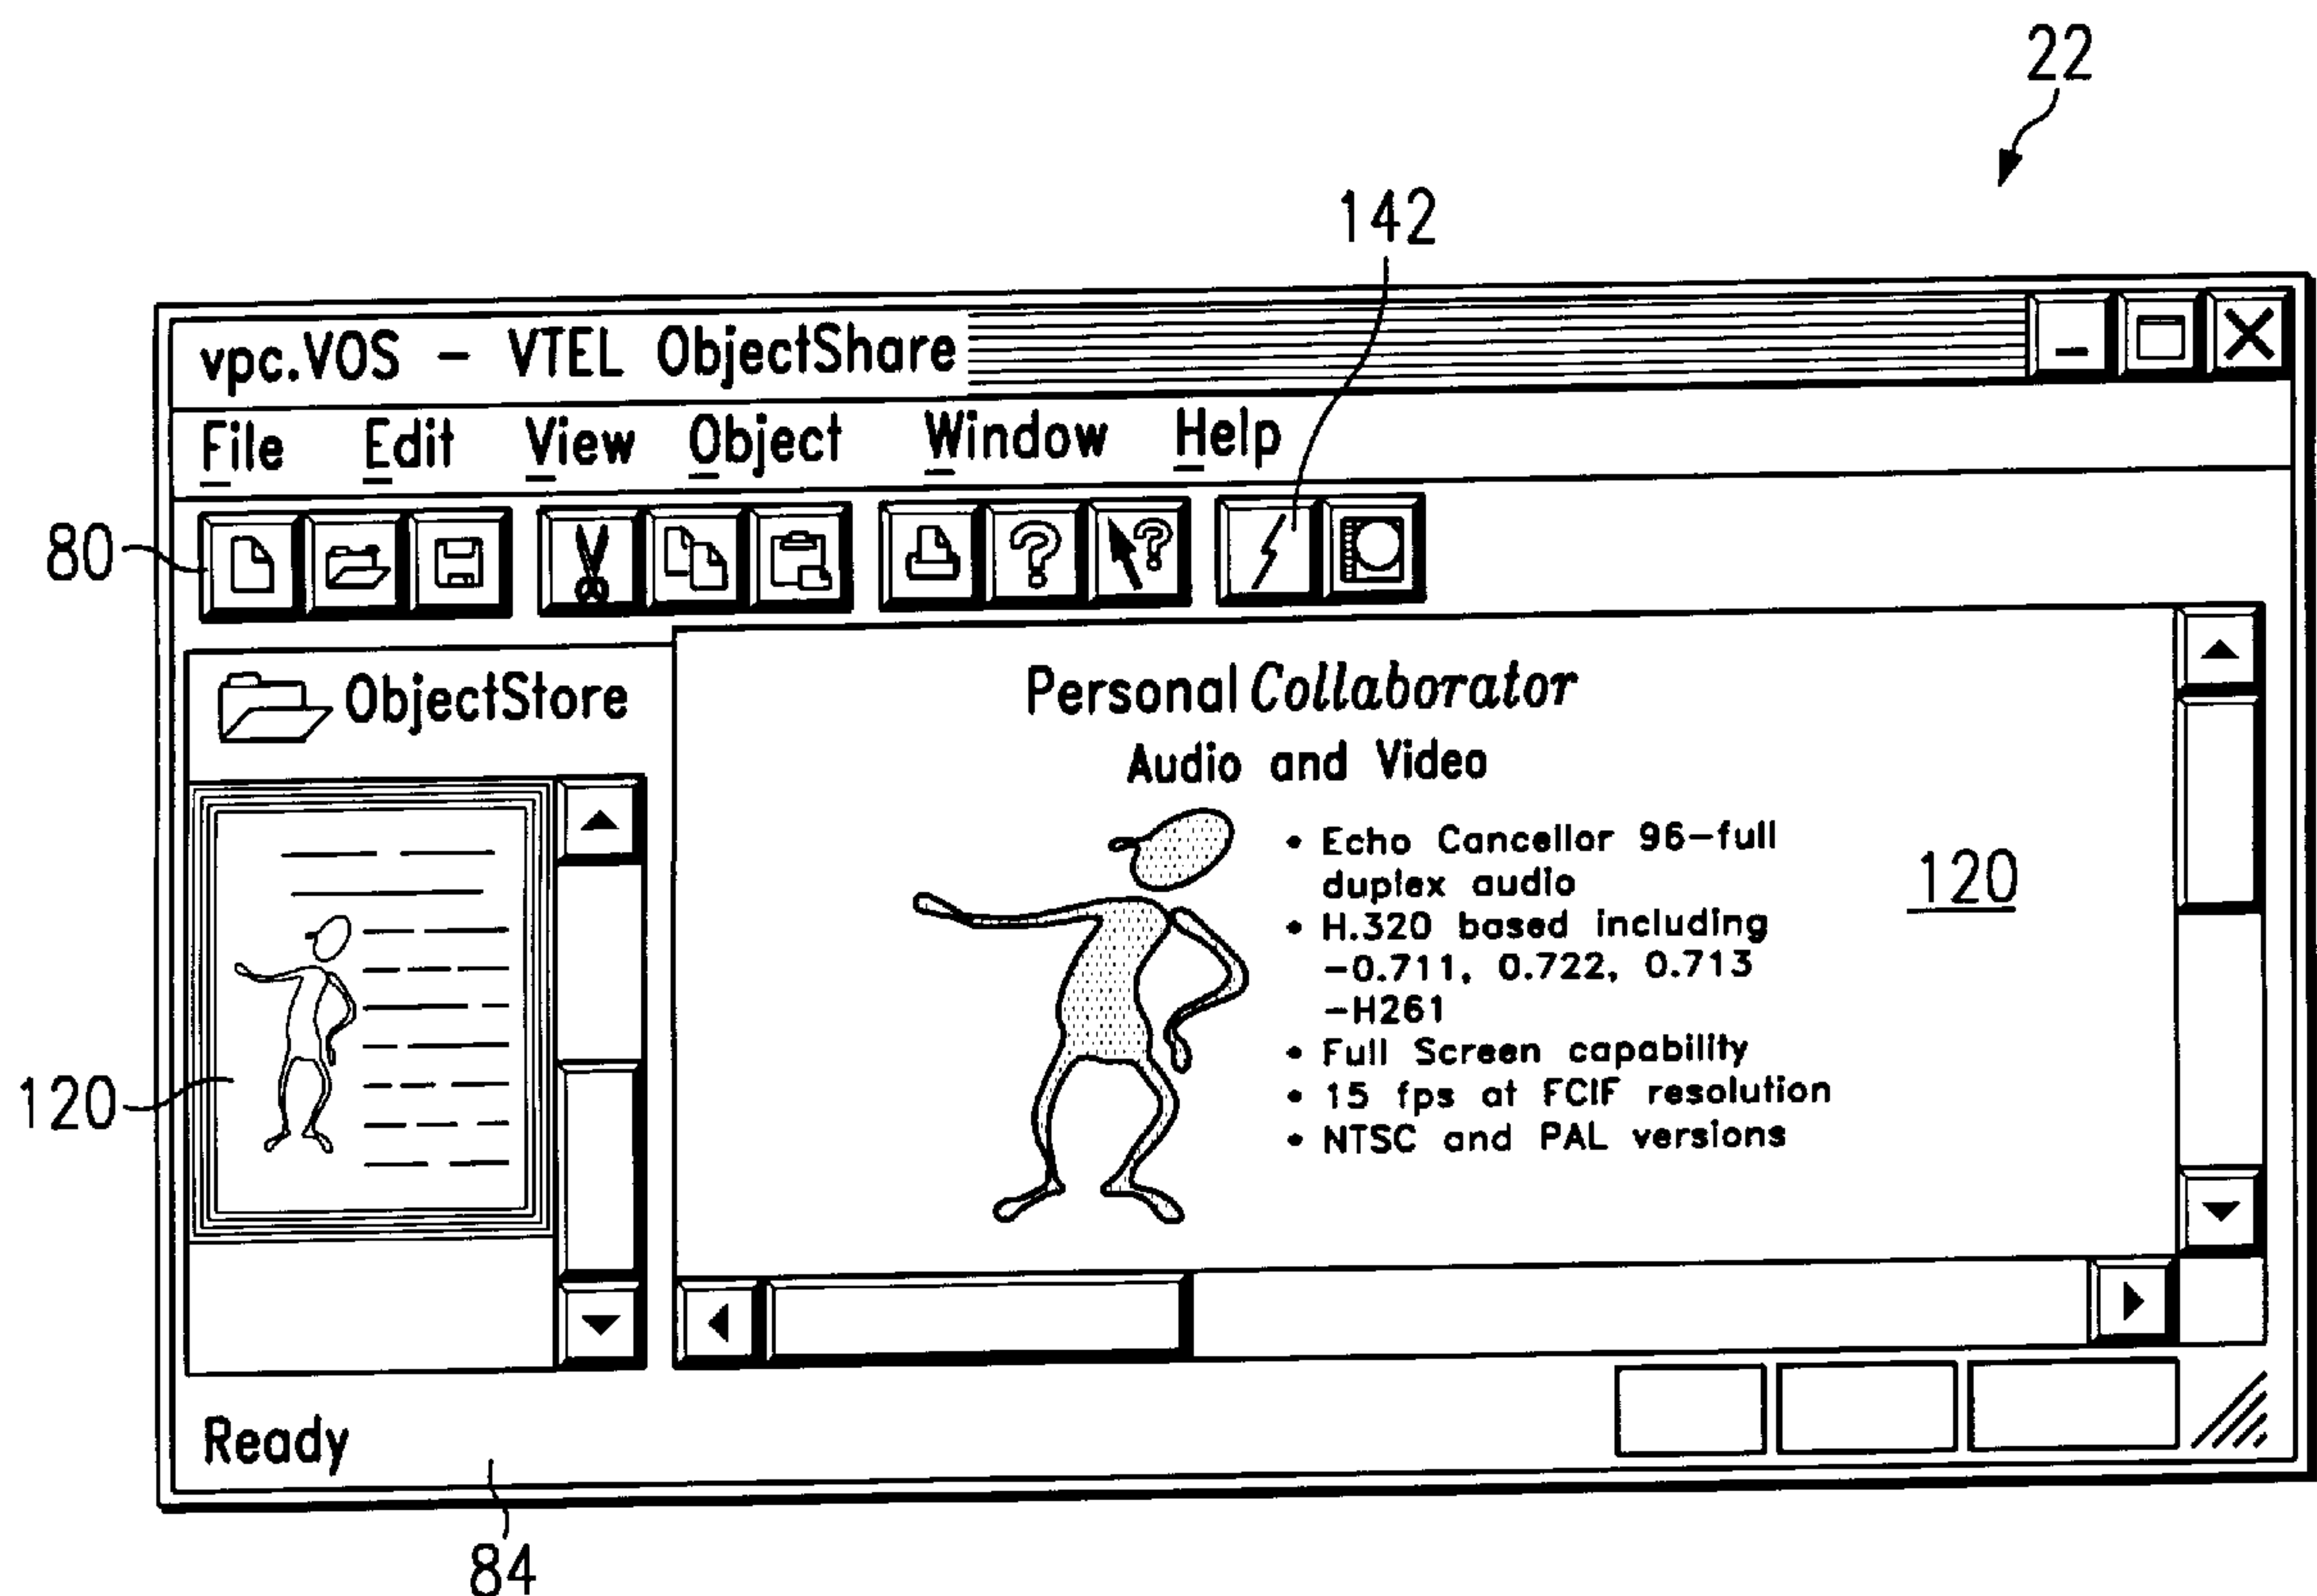 22
142
vpc.VOS - VTEL ObjectShare
File Edit View Object Window Help
80
ObjectStore
Personal Collaborator
Audio and Video
• Echo Cancellor 96-full
duplex audio
• H.320 based including
-0.711, 0.722, 0.713
-H261
• Full Screen capability
• 15 fps at FCIF resolution
• NTSC and PAL versions
120
120
Ready
84